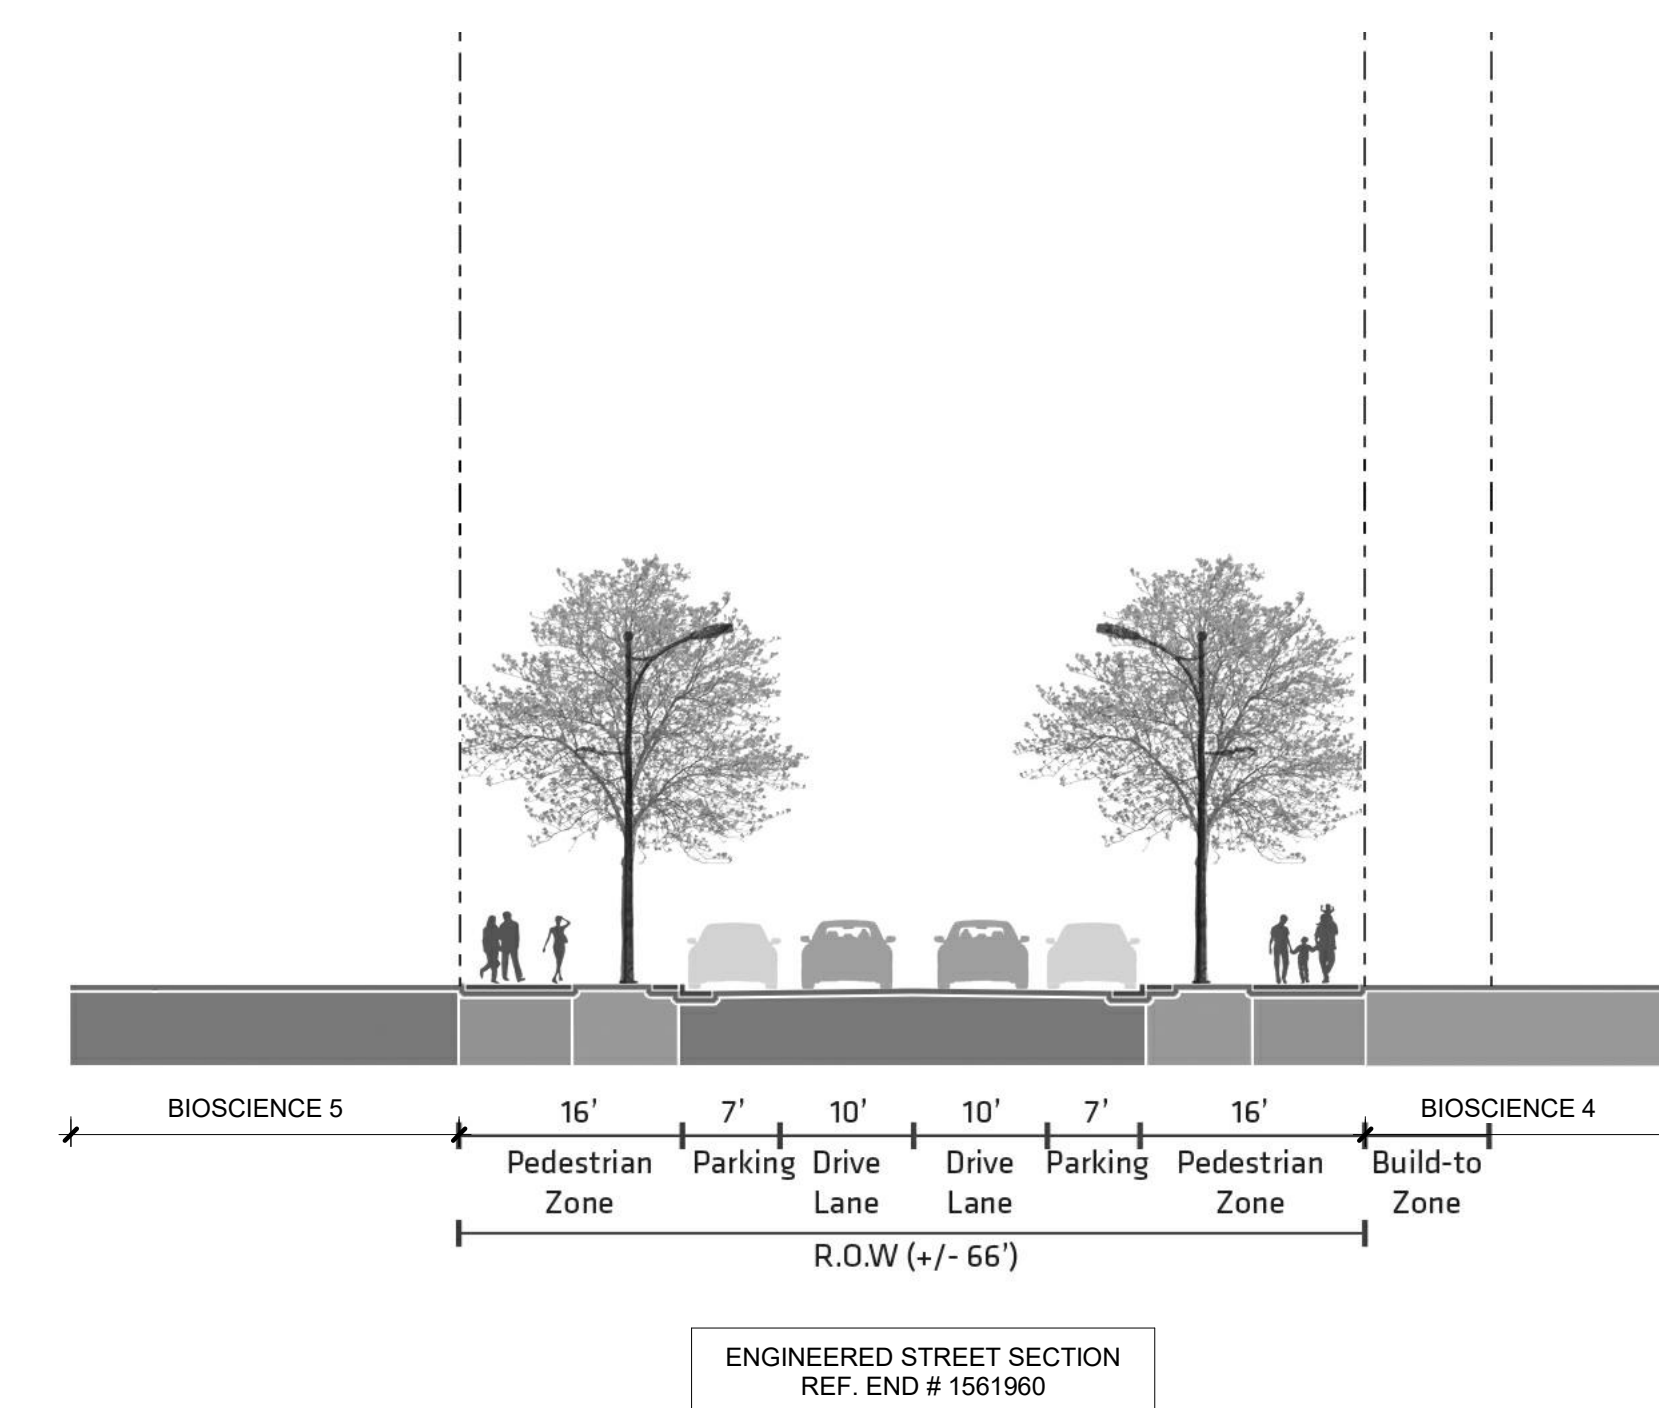 BIOSCIENCE 5
16’ 7’ 10’ 10’ 7’ 16’
BIOSCIENCE 4
Pedestrian Zone
Parking
Drive Lane
Drive Lane
Parking
Pedestrian Zone
Build-to Zone
R.O.W (+/- 66’)
ENGINEERED STREET SECTION
REF. END # 1561960